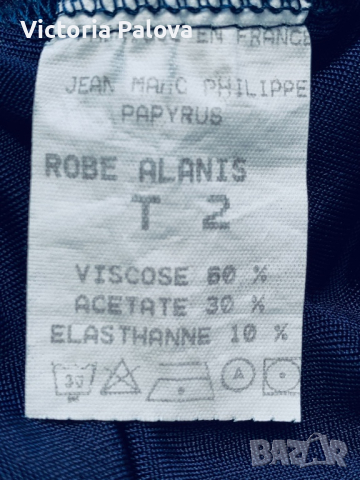 Victoria Palova
EN FRANCE
JEAN MARC PHILIPPE
PAPYRUS
ROBE ALANIS
T 2
VISCOSE 60 %
ACETATE 30 %
ELASTHANNE 10 %
30 A
BAZAR